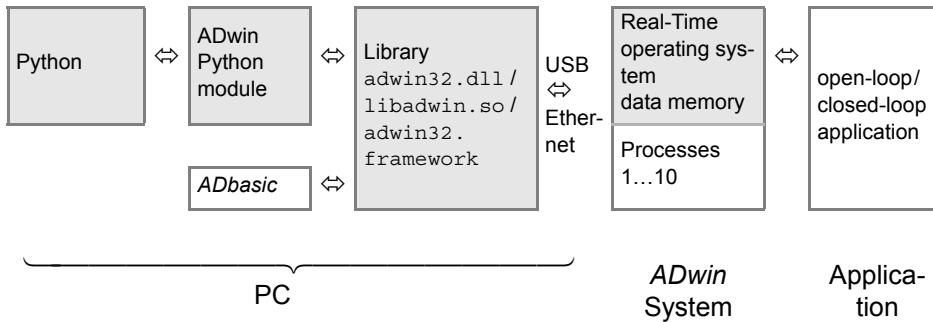 Python
ADwin
Python
module
Library
adwin32.dll /
libadwin.so /
adwin32.
framework
USB
⇔
Ether-
net
Real-Time
operating sys-
tem
data memory
Processes
1…10
open-loop/
closed-loop
application
ADbasic
PC
ADwin
System
Applica-
tion